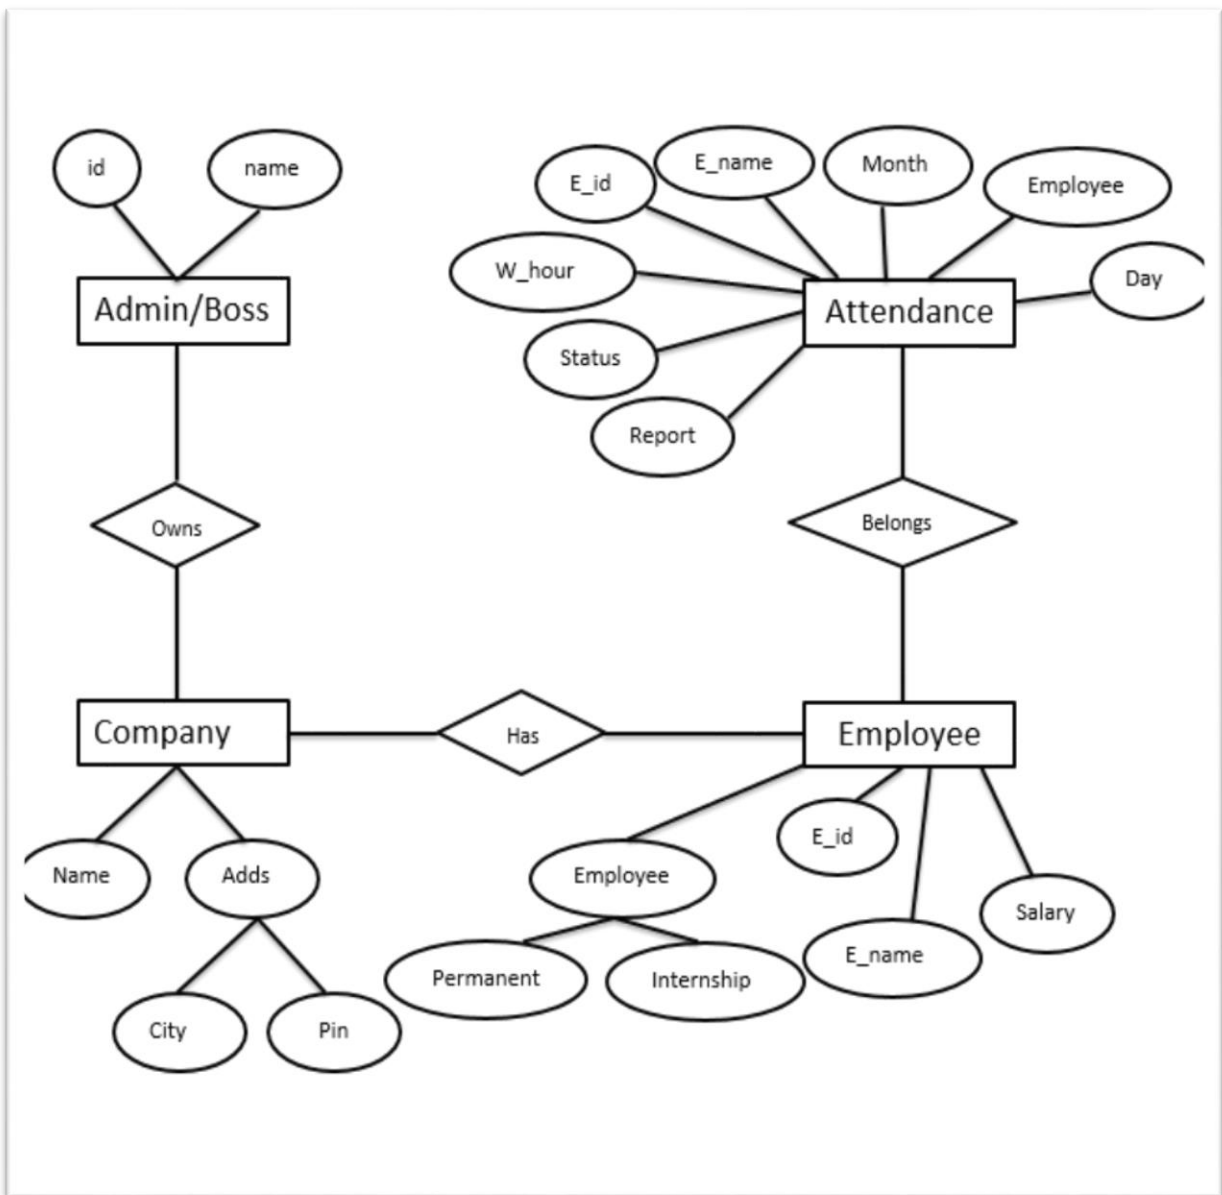 id
name
E_id
E_name
Month
Employee
W_hour
Day
Admin/Boss
Attendance
Status
Report
Owns
Belongs
Company
Has
Employee
Name
Adds
Employee
E_id
Salary
E_name
Permanent
Internship
City
Pin